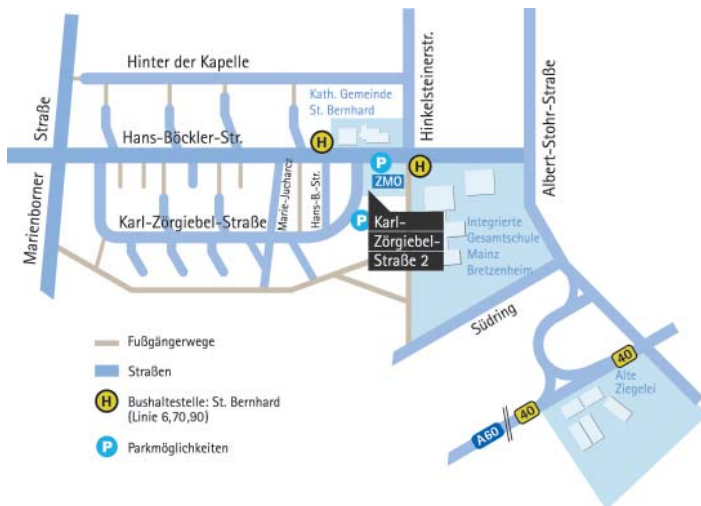 Hinter der Kapelle
Kath. Gemeinde
St. Bernhard
Hinkelsteinerstr.
Albert-Stohr-Straße
Marienborner Straße
Hans-Böckler-Str.
H
P
H
ZMO
Marie-Jucharcz
Hans-B.-Str.
Karl-Zörgiebel-Straße
P
Karl-
Zörgiebel-
Straße 2
Integrierte
Gesamtschule
Mainz
Bretzenheim
Südring
Fußgängerwege
Straßen
H
Bushaltestelle: St. Bernhard
(Linie 6,70,90)
P
Parkmöglichkeiten
40
Alte
Ziegelei
40
A60